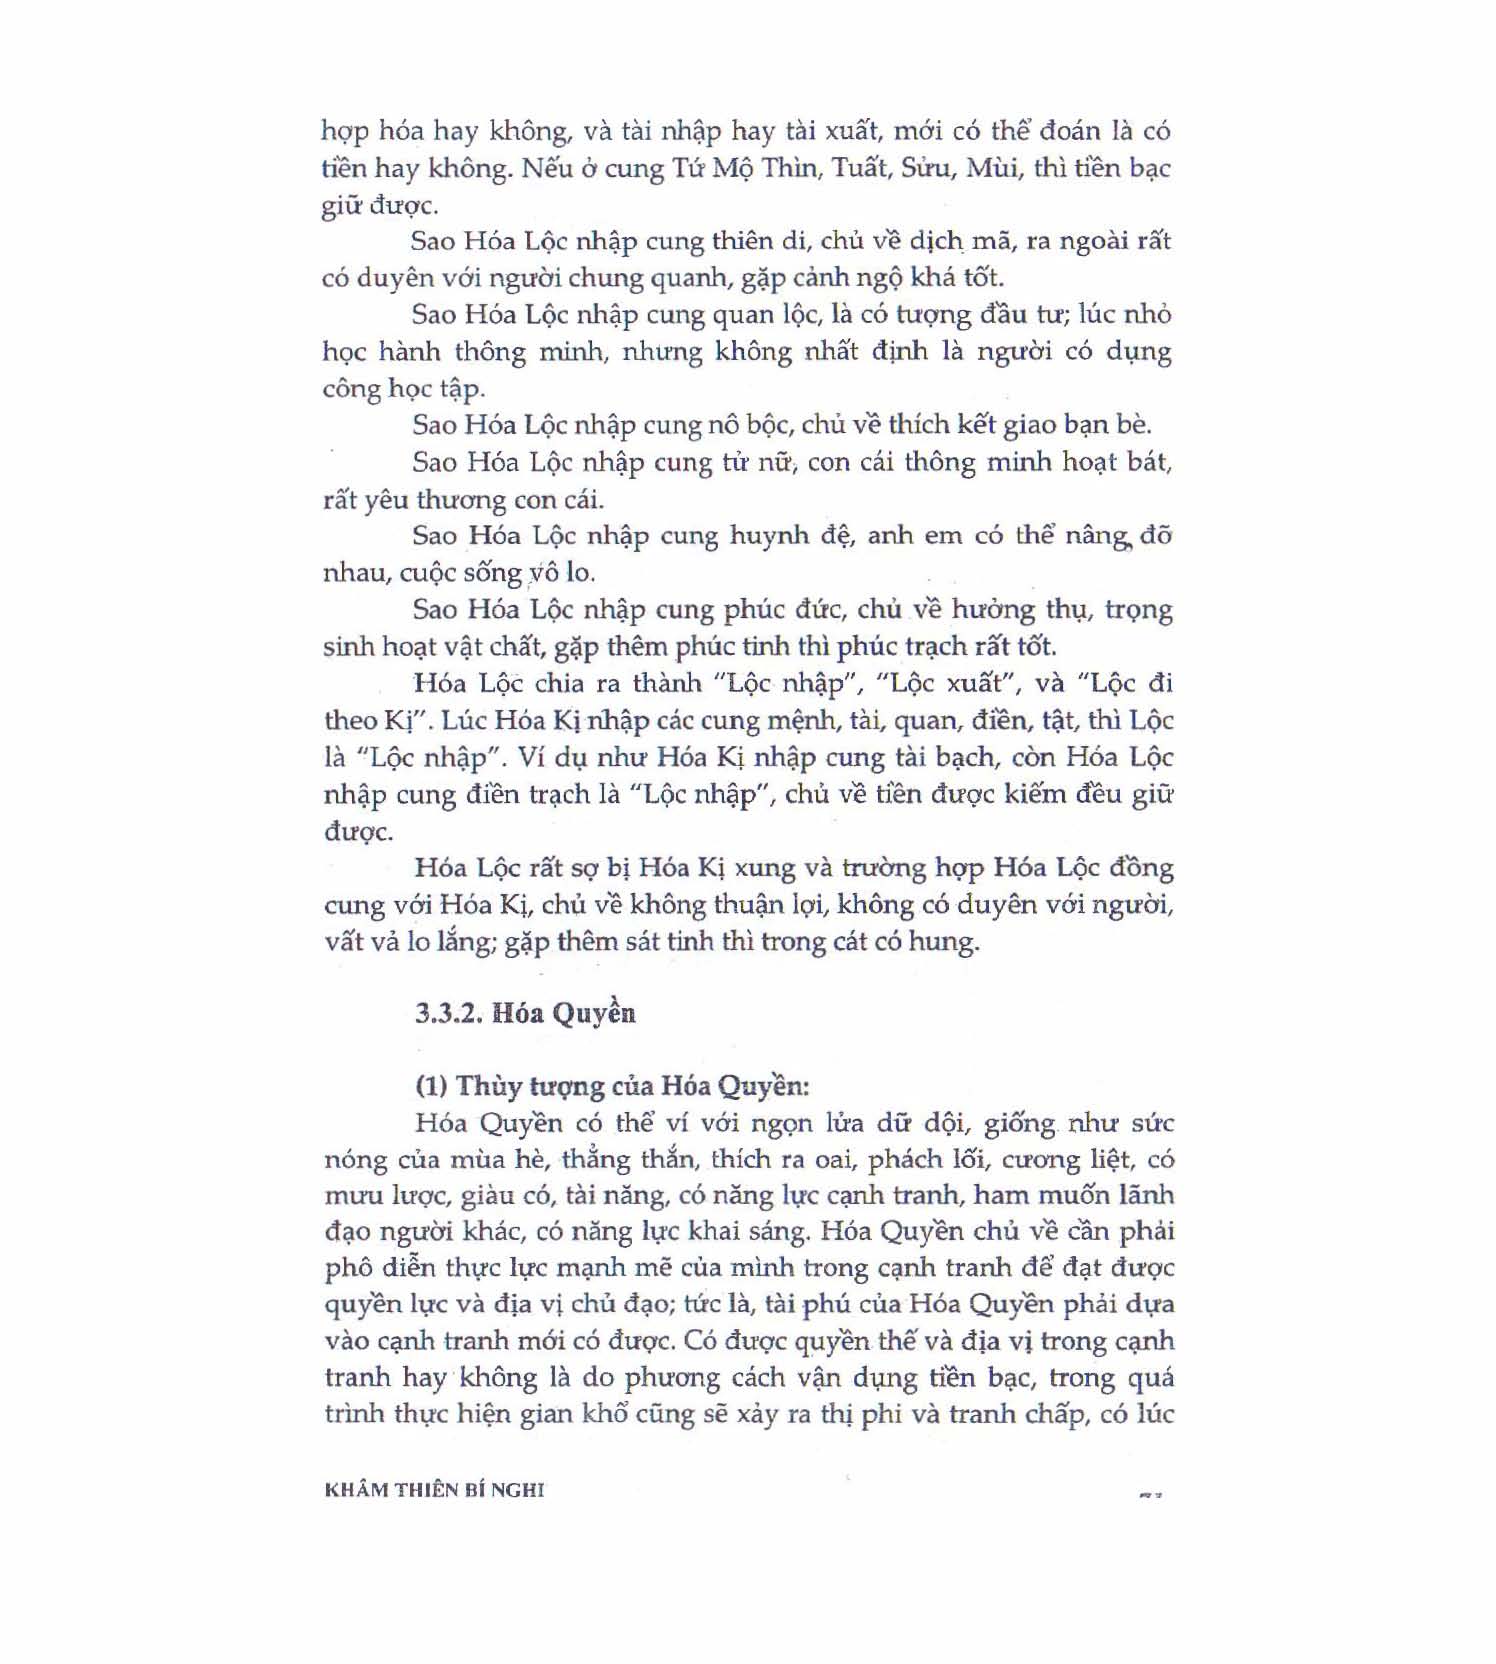 hợp hóa hay không, và tài nhập hay tài xuất, mới có thể đoán là có
tiền hay không. Nếu ở cung Tứ Mộ Thìn, Tuất, Sửu, Mùi, thì tiền bạc
giữ được.
Sao Hóa Lộc nhập cung thiên di, chủ về dịch mã, ra ngoài rất
có duyên với người chung quanh, gặp cảnh ngộ khá tốt.
Sao Hóa Lộc nhập cung quan lộc, là có tượng đầu tư; lúc nhỏ
học hành thông minh, nhưng không nhất định là người có dụng
công học tập.
Sao Hóa Lộc nhập cung nô bộc, chủ về thích kết giao bạn bè.
Sao Hóa Lộc nhập cung tử nữ, con cái thông minh hoạt bát,
rất yêu thương con cái.
Sao Hóa Lộc nhập cung huynh đệ, anh em có thể nâng đỡ
nhau, cuộc sống vô lo.
Sao Hóa Lộc nhập cung phúc đức, chủ về hưởng thụ, trọng
sinh hoạt vật chất, gặp thêm phúc tinh thì phúc trạch rất tốt.
Hóa Lộc chia ra thành "Lộc nhập", "Lộc xuất", và "Lộc đi
theo Kị". Lúc Hóa Kị nhập các cung mệnh, tài, quan, điền, tật, thì Lộc
là "Lộc nhập". Ví dụ như Hóa Kị nhập cung tài bạch, còn Hóa Lộc
nhập cung điền trạch là "Lộc nhập", chủ về tiền được kiếm đều giữ
được.
Hóa Lộc rất sợ bị Hóa Kị xung và trường hợp Hóa Lộc đồng
cung với Hóa Kị, chủ về không thuận lợi, không có duyên với người,
vất vả lo lắng; gặp thêm sát tinh thì trong cát có hung.
3.3.2. Hóa Quyền
(1) Thùy tượng của Hóa Quyền:
Hóa Quyền có thể ví với ngọn lửa dữ dội, giống như sức
nóng của mùa hè, thẳng thắn, thích ra oai, phách lối, cương liệt, có
mưu lược, giàu có, tài năng, có năng lực cạnh tranh, ham muốn lãnh
đạo người khác, có năng lực khai sáng. Hóa Quyền chủ về cần phải
phô diễn thực lực mạnh mẽ của mình trong cạnh tranh để đạt được
quyền lực và địa vị chủ đạo; tức là, tài phú của Hóa Quyền phải dựa
vào cạnh tranh mới có được. Có được quyền thế và địa vị trong cạnh
tranh hay không là do phương cách vận dụng tiền bạc, trong quá
trình thực hiện gian khổ cũng sẽ xảy ra thị phi và tranh chấp, có lúc
KHÂM THIÊN BÍ NGHI